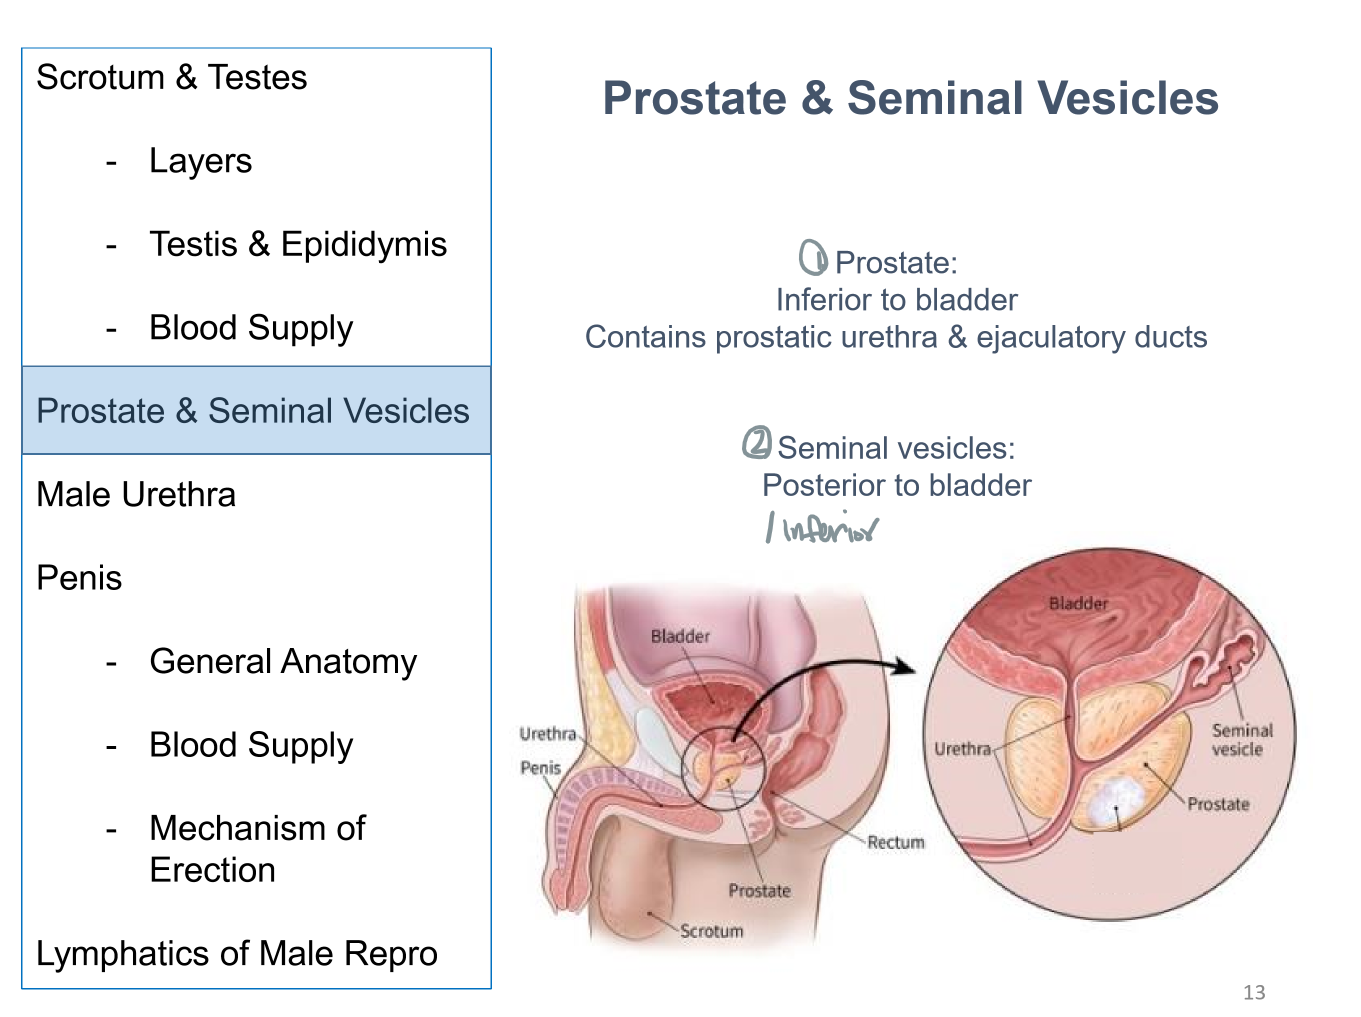 Scrotum & Testes
- Layers
- Testis & Epididymis
- Blood Supply
Prostate & Seminal Vesicles
Male Urethra
Penis
- General Anatomy
- Blood Supply
- Mechanism of
Erection
Lymphatics of Male Repro
Prostate & Seminal Vesicles
① Prostate:
Inferior to bladder
Contains prostatic urethra & ejaculatory ducts
② Seminal vesicles:
Posterior to bladder
/ Inferior
Bladder
Urethra
Penis
Rectum
Prostate
Scrotum
Bladder
Urethra
Seminal
vesicle
Prostate
13